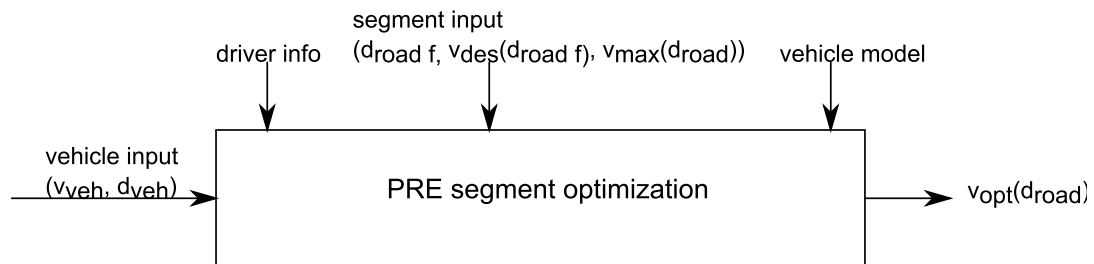 segment input
driver info
(droad f, vdes(droad f), vmax(droad))
vehicle model
vehicle input
(vveh, dveh)
PRE segment optimization
vopt(droad)